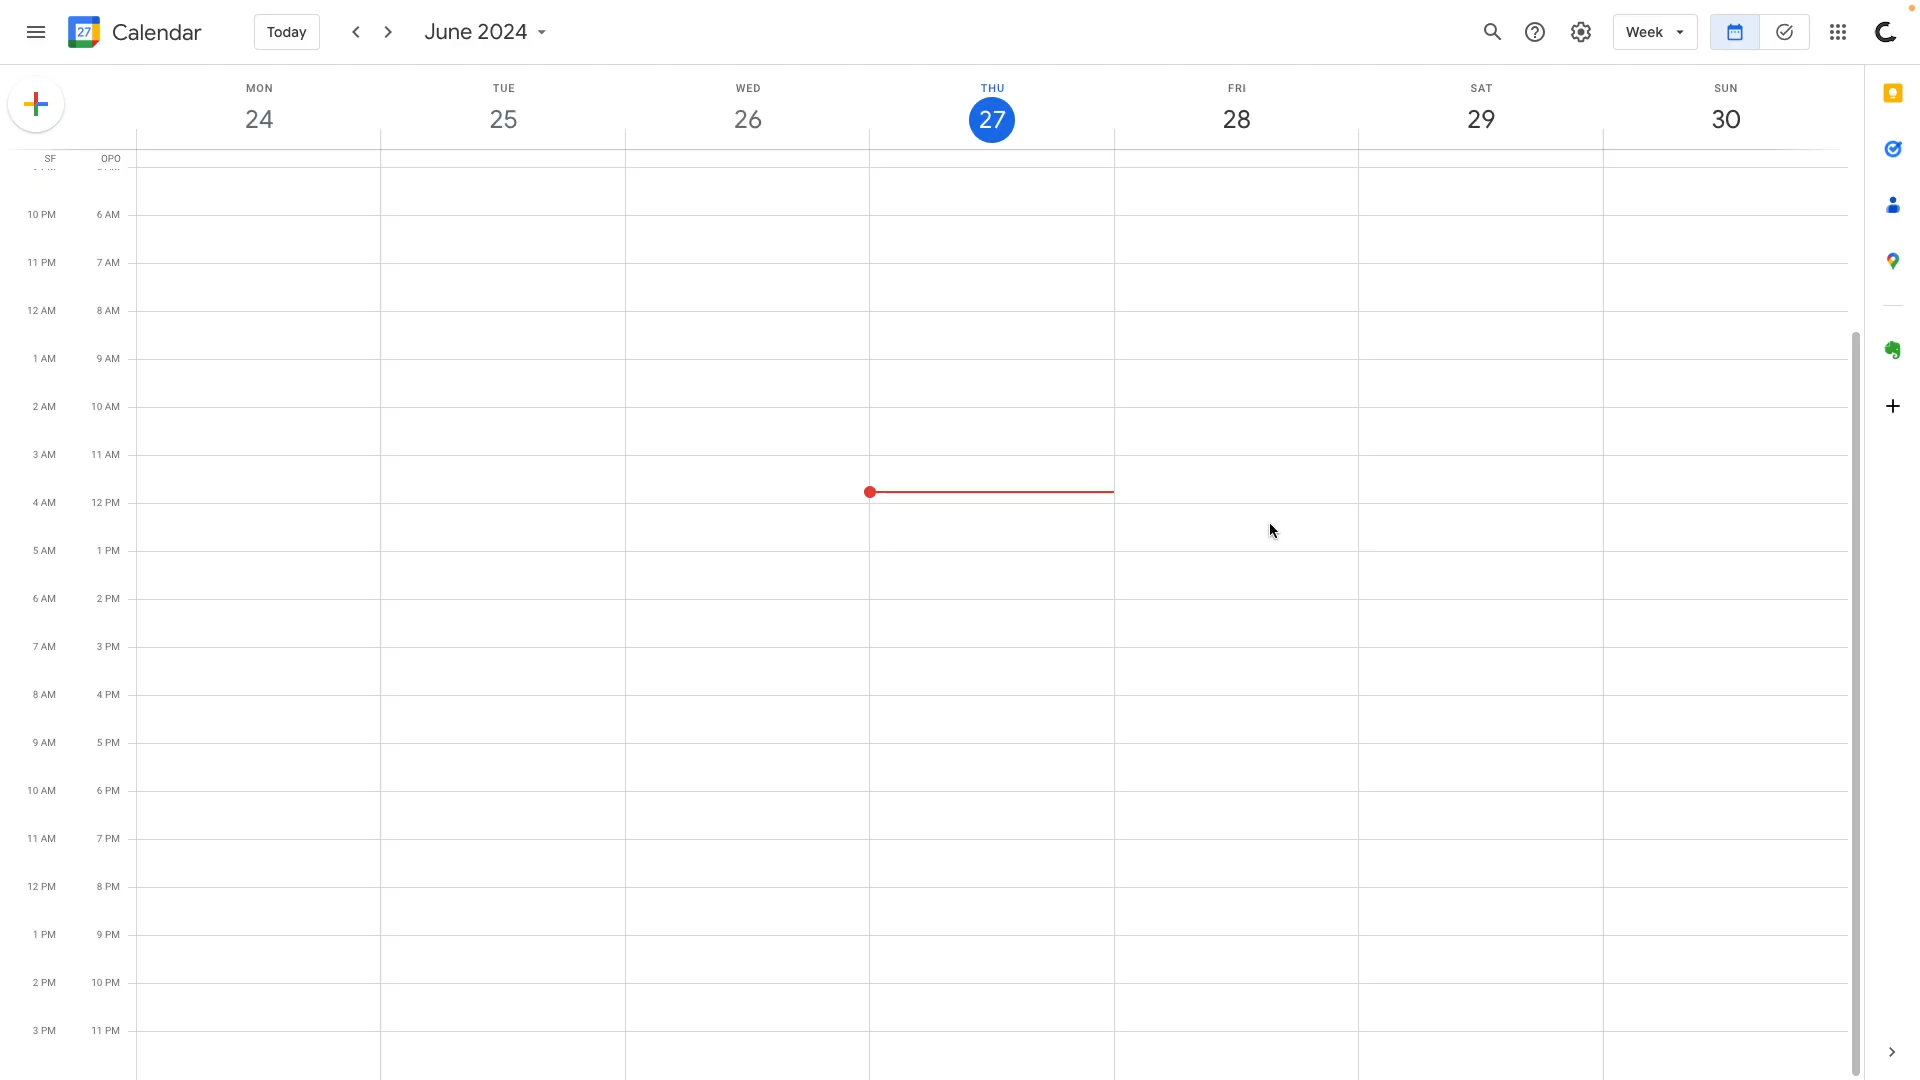 27 Calendar Today June 2024 Week
MON TUE WED THU FRI SAT SUN
24 25 26 27 28 29 30
SF OPO
10 PM 6 AM
11 PM 7 AM
12 AM 8 AM
1 AM 9 AM
2 AM 10 AM
3 AM 11 AM
4 AM 12 PM
5 AM 1 PM
6 AM 2 PM
7 AM 3 PM
8 AM 4 PM
9 AM 5 PM
10 AM 6 PM
11 AM 7 PM
12 PM 8 PM
1 PM 9 PM
2 PM 10 PM
3 PM 11 PM